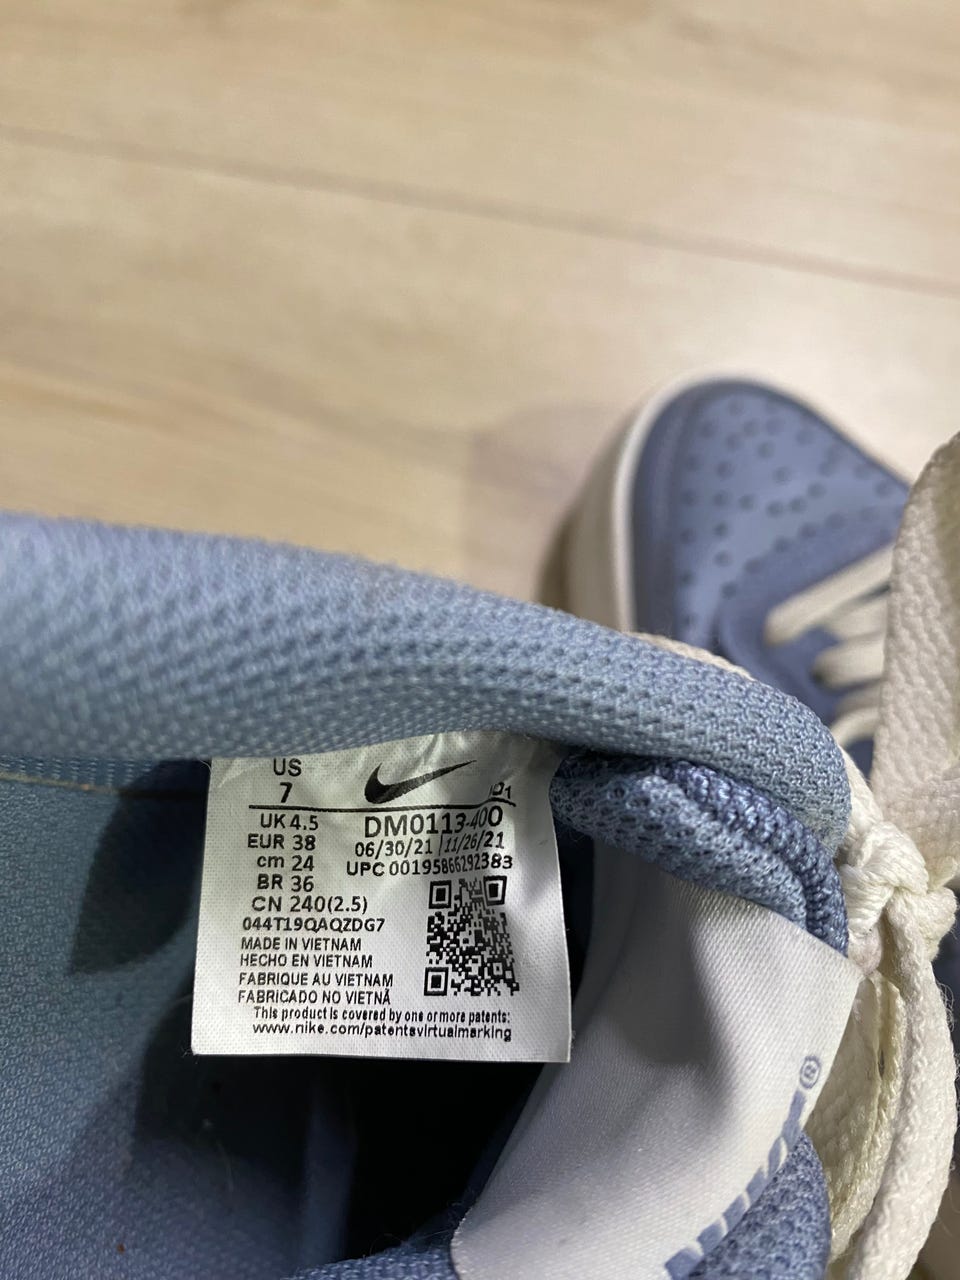 US
7
UK 4.5
EUR 38
cm 24
BR 36
CN 240(2.5)
DM0113-400
06/30/21 | 11/26/21
UPC 00195866292383
044T19QAQZDG7
MADE IN VIETNAM
HECHO EN VIETNAM
FABRIQUE AU VIETNAM
FABRICADO NO VIETNÃ
This product is covered by one or more patents:
www.nike.com/patentsvirtualmarking
®